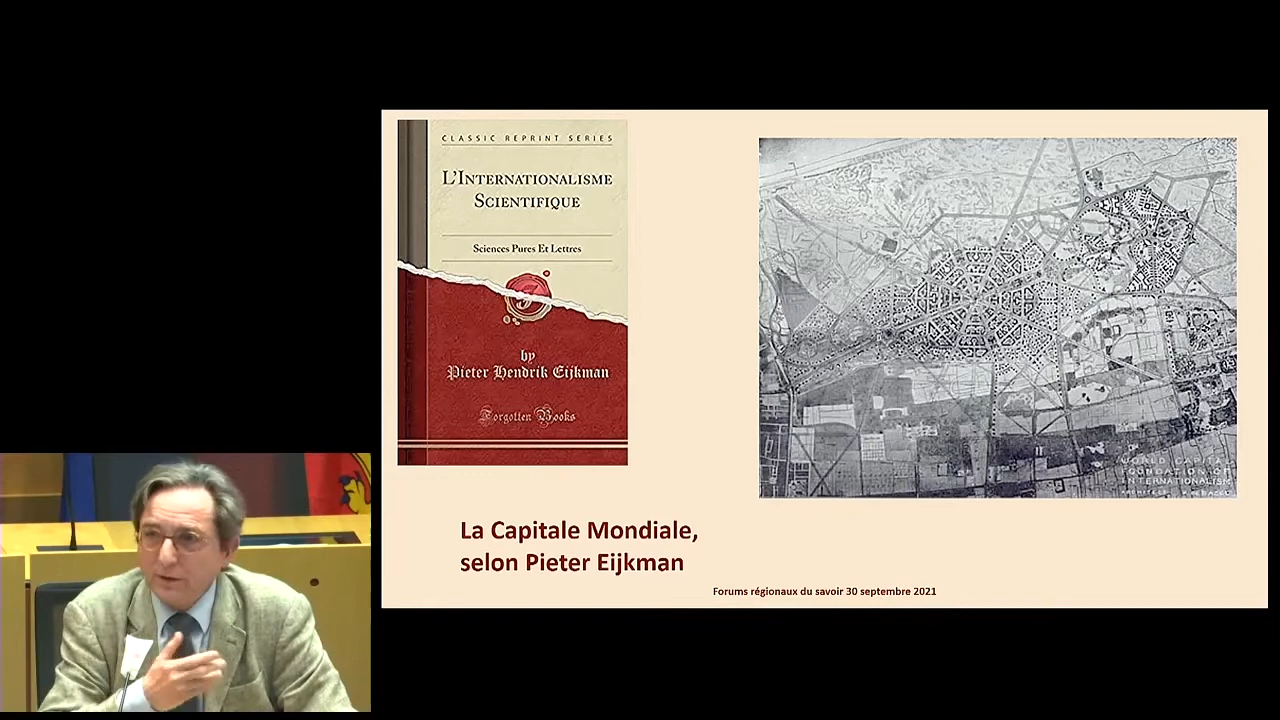 CLASSIC REPRINT SERIES
L'INTERNATIONALISME
SCIENTIFIQUE
Sciences Pures Et Lettres
by
Pieter Hendrik Eijkman
Forgotten Books
WORLD CAPITAL
FOUNDATION OF
INTERNATIONALISM
La Capitale Mondiale,
selon Pieter Eijkman
Forums régionaux du savoir 30 septembre 2021